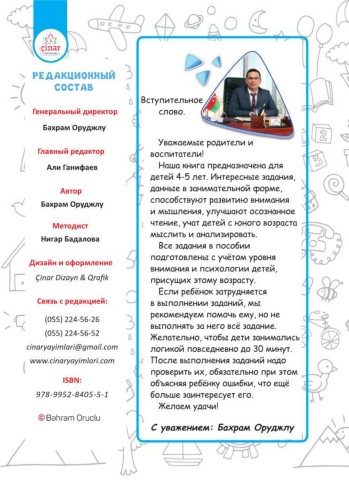 çinar
РЕДАКЦИОННЫЙ
СОСТАВ
Генеральный директор
Бахрам Оруджлу
Главный редактор
Али Ганифаев
Автор
Бахрам Оруджлу
Методист
Нигар Бадалова
Дизайн и оформление
Çinar Dizayn & Qrafik
Связь с редакцией:
(055) 224-56-26
(055) 224-56-52
cinaryayimlari@gmail.com
www.cinaryayimlari.com
ISBN:
978-9952-8405-5-1
© Bahram Oruclu
Вступительное
слово.
Уважаемые родители и
воспитатели!
Наша книга предназначена для
детей 4-5 лет. Интересные задания,
данные в занимательной форме,
способствуют развитию внимания
и мышления, улучшают осознанное
чтение, учат детей с юного возраста
мыслить и анализировать.
Все задания в пособии
подготовлены с учётом уровня
внимания и психологии детей,
присущих этому возрасту.
Если ребёнок затрудняется
в выполнении заданий, мы
рекомендуем помочь ему, но не
выполнять за него всё задание.
Желательно, чтобы дети занимались
логикой последневно до 30 минут.
После выполнения заданий надо
проверить их, обязательно при этом
объясняя ребёнку ошибки, что ещё
больше заинтересует его.
Желаем удачи!
С уважением: Бахрам Оруджлу